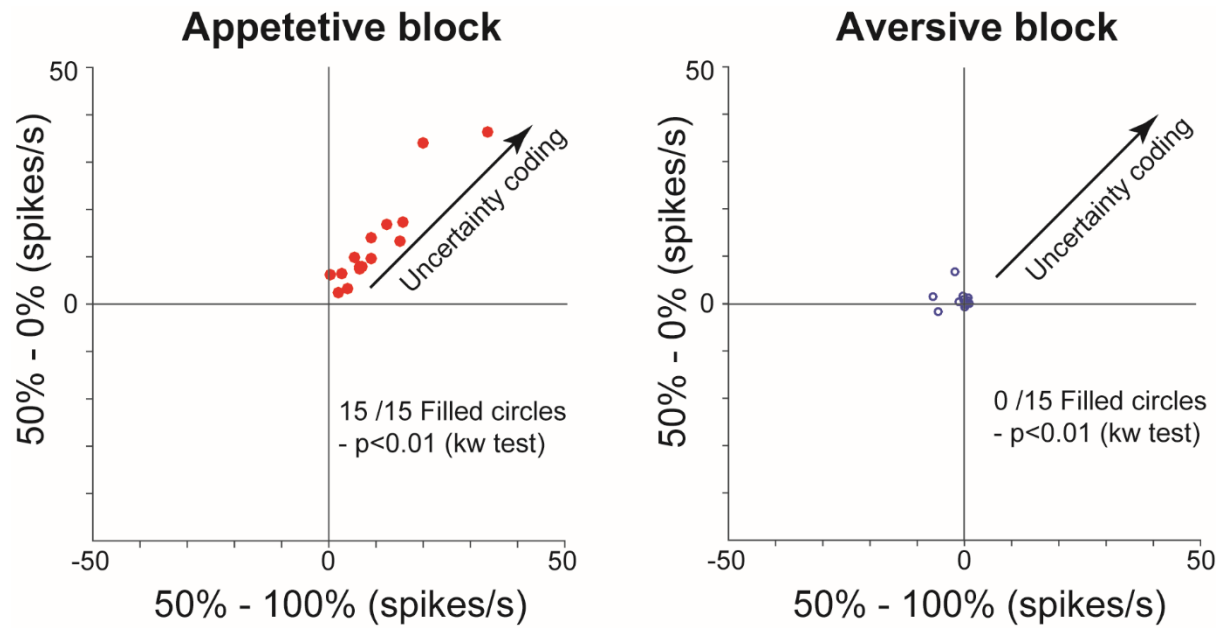 Appetetive block
50
0
50% - 0% (spikes/s)
Uncertainty coding
15 /15 Filled circles
- p<0.01 (kw test)
-50
0
50
50% - 100% (spikes/s)
Aversive block
50
0
50% - 0% (spikes/s)
Uncertainty coding
0 /15 Filled circles
- p<0.01 (kw test)
-50
0
50
50% - 100% (spikes/s)